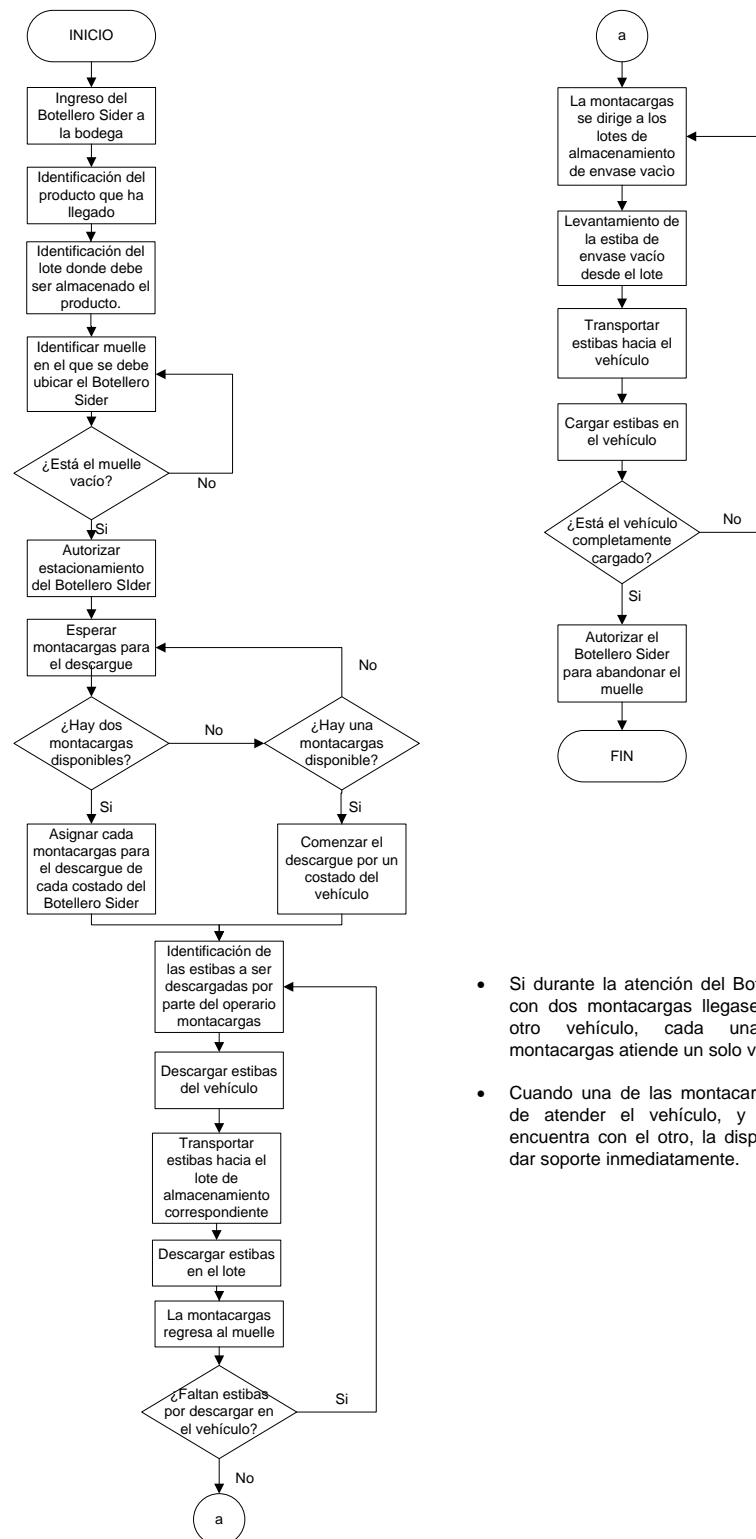 INICIO
Ingreso del
Botellero Sider a
la bodega
Identificación del
producto que ha
llegado
Identificación del
lote donde debe
ser almacenado el
producto.
Identificar muelle
en el que se debe
ubicar el Botellero
Sider
¿Está el muelle
vacío?
No
Si
Autorizar
estacionamiento
del Botellero SIder
Esperar
montacargas para
el descargue
No
¿Hay dos
montacargas
disponibles?
No
¿Hay una
montacargas
disponible?
Si
Si
Asignar cada
montacargas para
el descargue de
cada costado del
Botellero Sider
Comenzar el
descargue por un
costado del
vehículo
Identificación de
las estibas a ser
descargadas por
parte del operario
montacargas
Descargar estibas
del vehículo
Transportar
estibas hacia el
lote de
almacenamiento
correspondiente
Descargar estibas
en el lote
La montacargas
regresa al muelle
¿Faltan estibas
por descargar en
el vehículo?
Si
No
a
a
La montacargas
se dirige a los
lotes de
almacenamiento
de envase vacìo
Levantamiento de
la estiba de
envase vacío
desde el lote
Transportar
estibas hacia el
vehículo
Cargar estibas en
el vehículo
¿Está el vehículo
completamente
cargado?
No
Si
Autorizar el
Botellero Sider
para abandonar el
muelle
FIN
• Si durante la atención del
con dos montacargas
otro vehículo, cada
montacargas atiende un solo
• Cuando una de las
de atender el vehículo, y
encuentra con el otro, la
dar soporte inmediatamente.